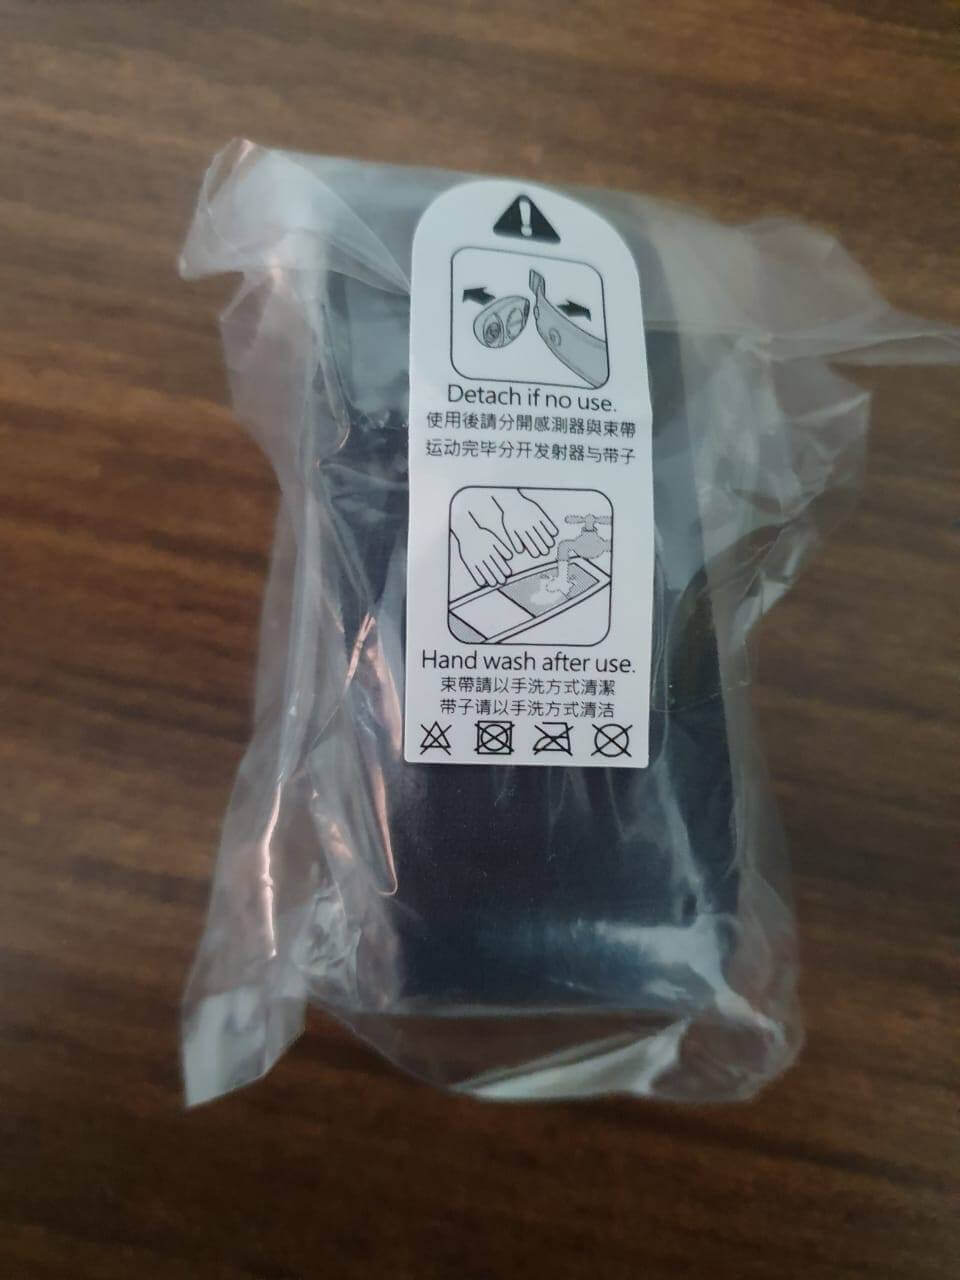 Detach if no use.
使用後請分開感測器與束帶
运动完毕分开发射器与带子
Hand wash after use.
束帶請以手洗方式清潔
带子请以手洗方式清洁